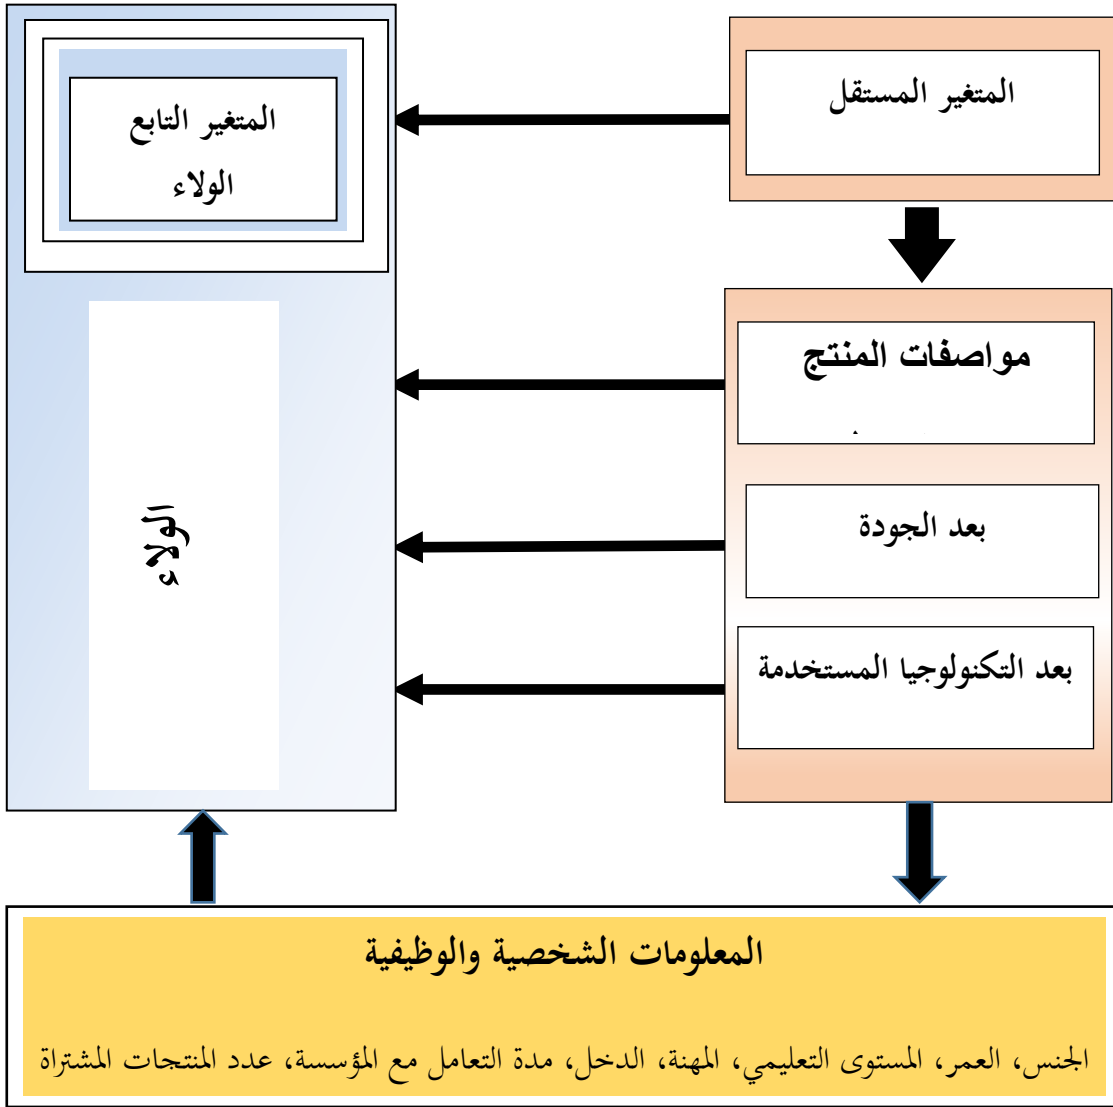 المتغير المستقل
المتغير التابع
الولاء
مواصفات المنتج
بعد الجودة
بعد التكنولوجيا المستخدمة
الولاء
المعلومات الشخصية والوظيفية
الجنس، العمر، المستوى التعليمي، المهنة، الدخل، مدة التعامل مع المؤسسة، عدد المنتجات المشتراة